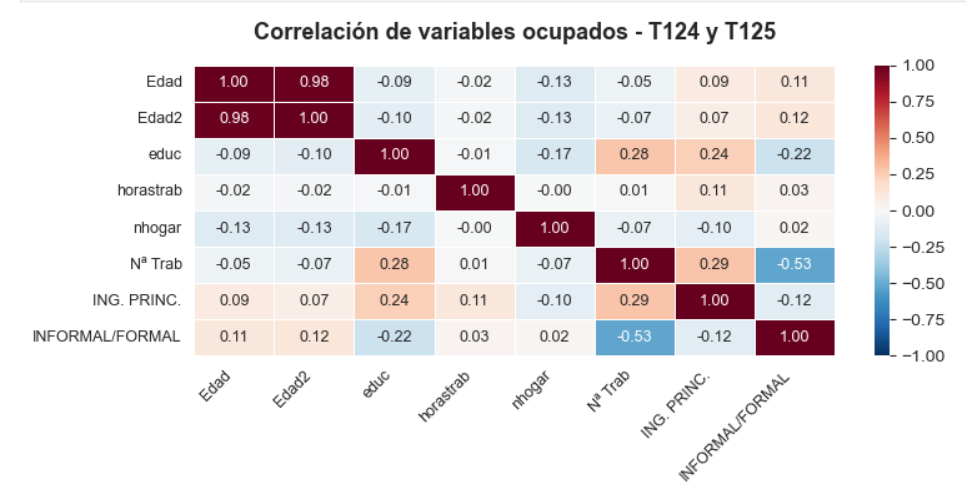 Correlación de variables ocupados - T124 y T125
Edad 1.00 0.98 -0.09 -0.02 -0.13 -0.05 0.09 0.11
Edad2 0.98 1.00 -0.10 -0.02 -0.13 -0.07 0.07 0.12
educ -0.09 -0.10 1.00 -0.01 -0.17 0.28 0.24 -0.22
horastrab -0.02 -0.02 -0.01 1.00 -0.00 0.01 0.11 0.03
nhogar -0.13 -0.13 -0.17 -0.00 1.00 -0.07 -0.10 0.02
Nª Trab -0.05 -0.07 0.28 0.01 -0.07 1.00 0.29 -0.53
ING. PRINC. 0.09 0.07 0.24 0.11 -0.10 0.29 1.00 -0.12
INFORMAL/FORMAL 0.11 0.12 -0.22 0.03 0.02 -0.53 -0.12 1.00
Edad Edad2 educ horastrab nhogar Nª Trab ING. PRINC. INFORMAL/FORMAL
1.00
0.75
0.50
0.25
0.00
−0.25
−0.50
−0.75
−1.00